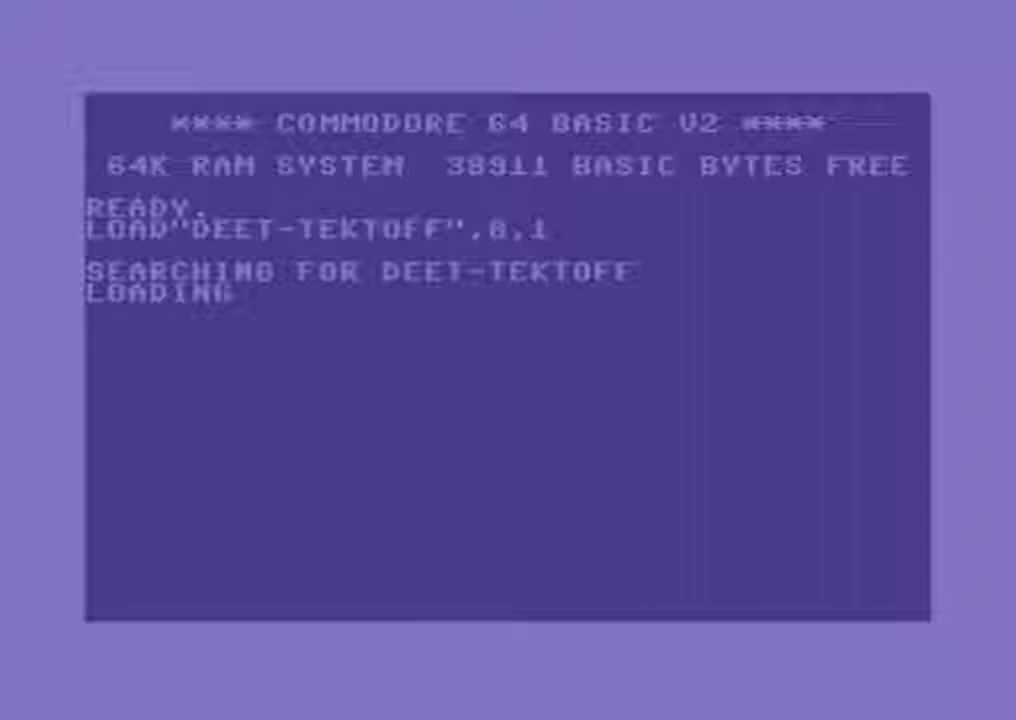 **** COMMODORE 64 BASIC V2 ****
64K RAM SYSTEM 38911 BASIC BYTES FREE
READY.
LOAD"DEET-TEKTOFF",8,1
SEARCHING FOR DEET-TEKTOFF
LOADING